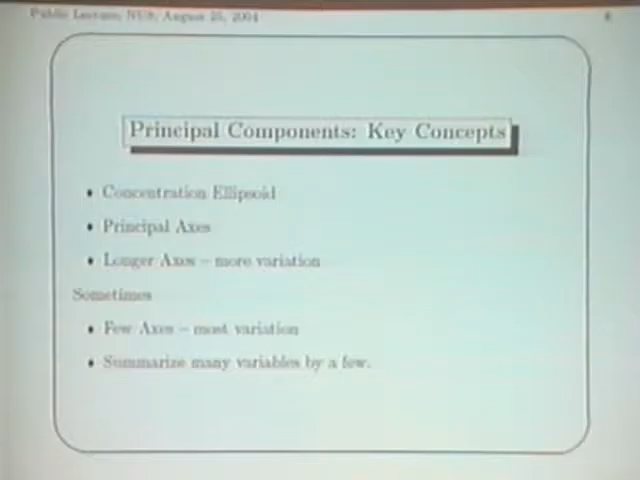 Public Lecture, NUS, August 25, 2004
Principal Components: Key Concepts
• Concentration Ellipsoid
• Principal Axes
• Longer Axes – more variation
Sometimes
• Few Axes – most variation
• Summarize many variables by a few.